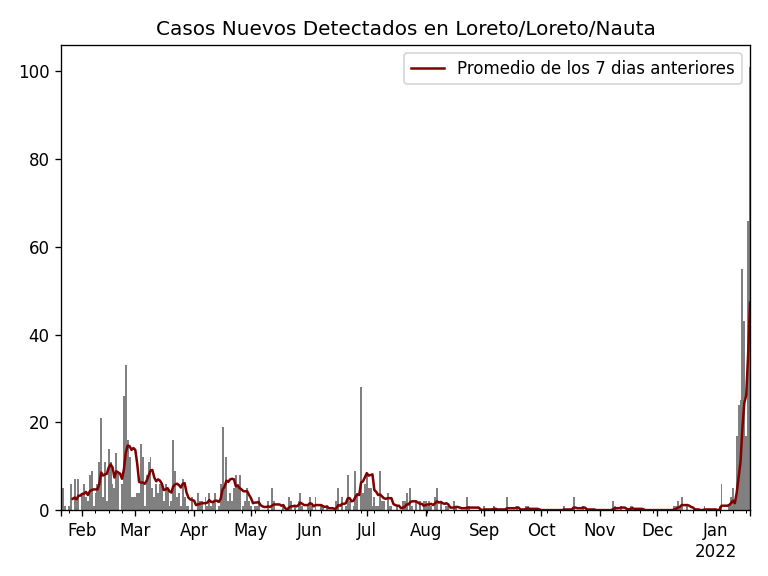 Casos Nuevos Detectados en Loreto/Loreto/Nauta
Promedio de los 7 dias anteriores
100
80
60
40
20
0
Feb Mar Apr May Jun Jul Aug Sep Oct Nov Dec Jan
2022